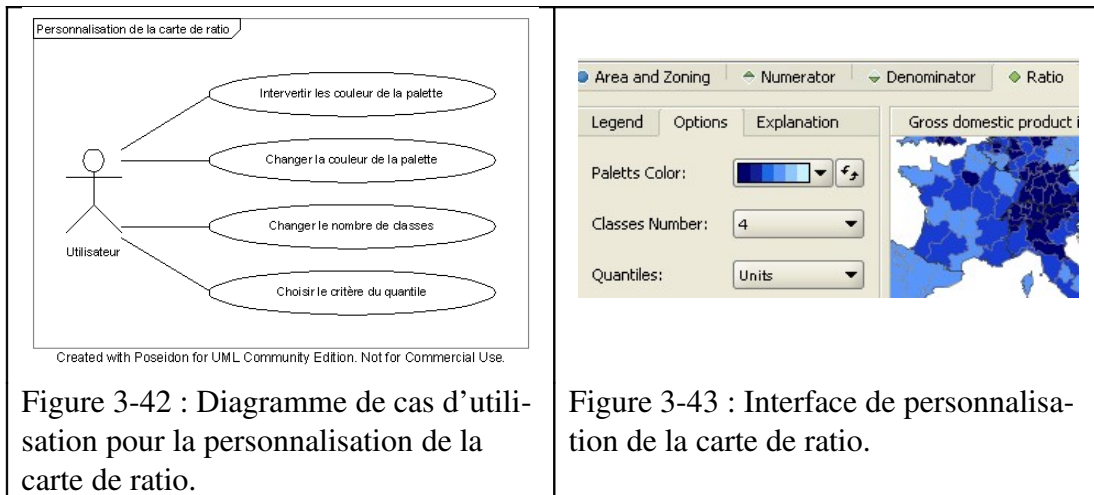 Personnalisation de la carte de ratio
Intervertir les couleur de la palette
Changer la couleur de la palette
Changer le nombre de classes
Choisir le critère du quantile
Utilisateur
Created with Poseidon for UML Community Edition. Not for Commercial Use.
Figure 3-42 : Diagramme de cas d’utili-
sation pour la personnalisation de la
carte de ratio.
Area and Zoning
Numerator
Denominator
Ratio
Legend
Options
Explanation
Gross domestic product i
Paletts Color:
Classes Number:
4
Quantiles:
Units
Figure 3-43 : Interface de personnalisa-
tion de la carte de ratio.